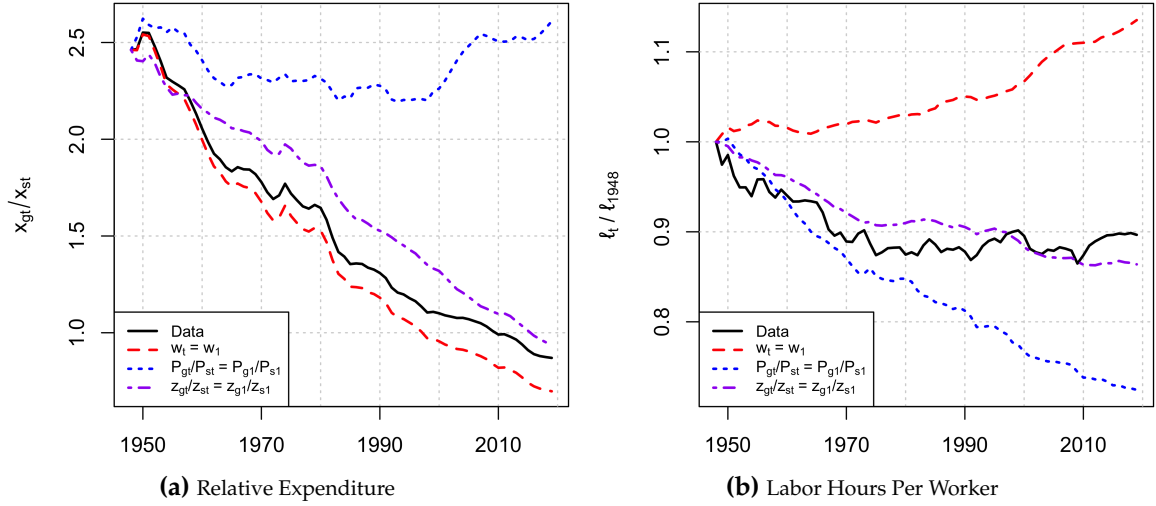 2.5
2.0
1.5
1.0
x_gt/x_st
Data
w_t = w_1
P_gt/P_st = P_g1/P_s1
z_gt/z_st = z_g1/z_s1
1950 1970 1990 2010
(a) Relative Expenditure
1.1
1.0
0.9
0.8
ℓ_t / ℓ_1948
Data
w_t = w_1
P_gt/P_st = P_g1/P_s1
z_gt/z_st = z_g1/z_s1
1950 1970 1990 2010
(b) Labor Hours Per Worker